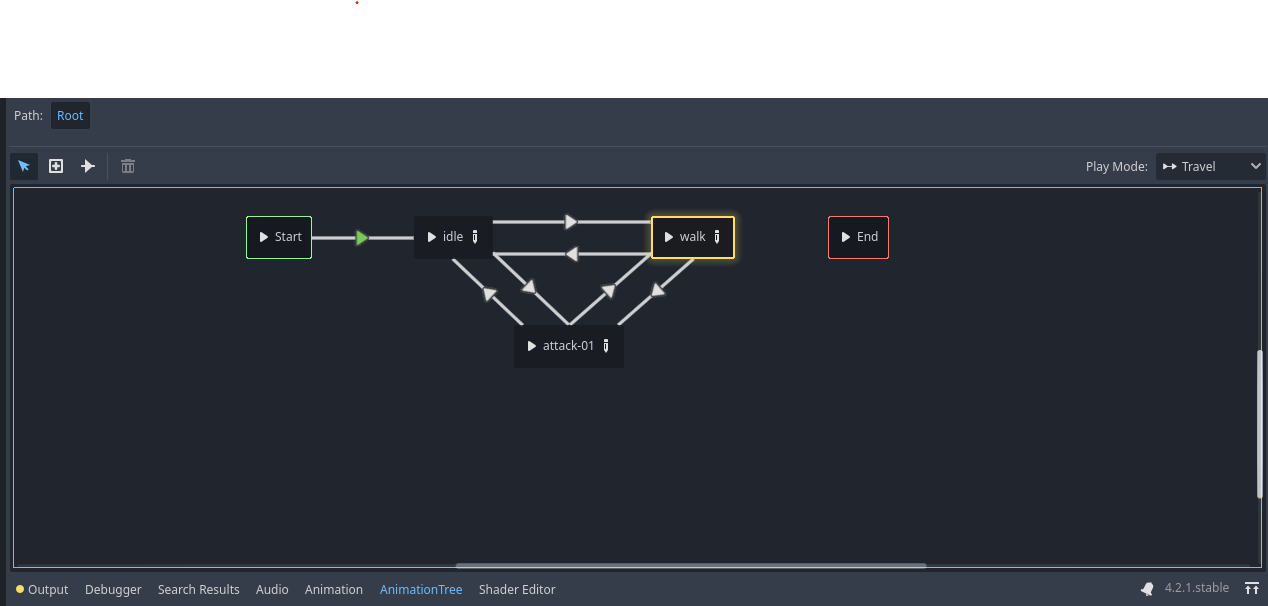 Path: Root
Play Mode: Travel
Start idle walk End
attack-01
Output Debugger Search Results Audio Animation AnimationTree Shader Editor 4.2.1.stable